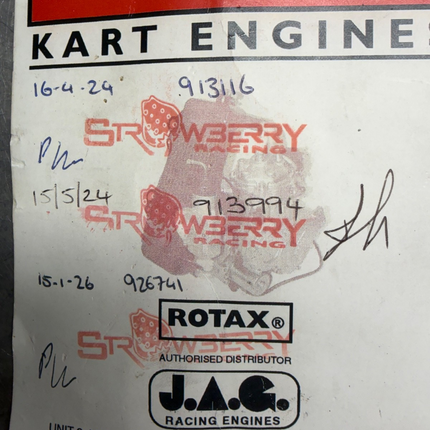 KART ENGINES
16-4-24 913116
STRAWBERRY
RACING
15/5/24 913994
STRAWBERRY
RACING
15-1-26 926741
ROTAX®
STRAWBERRY
AUTHORISED DISTRIBUTOR
J.A.G.
RACING ENGINES